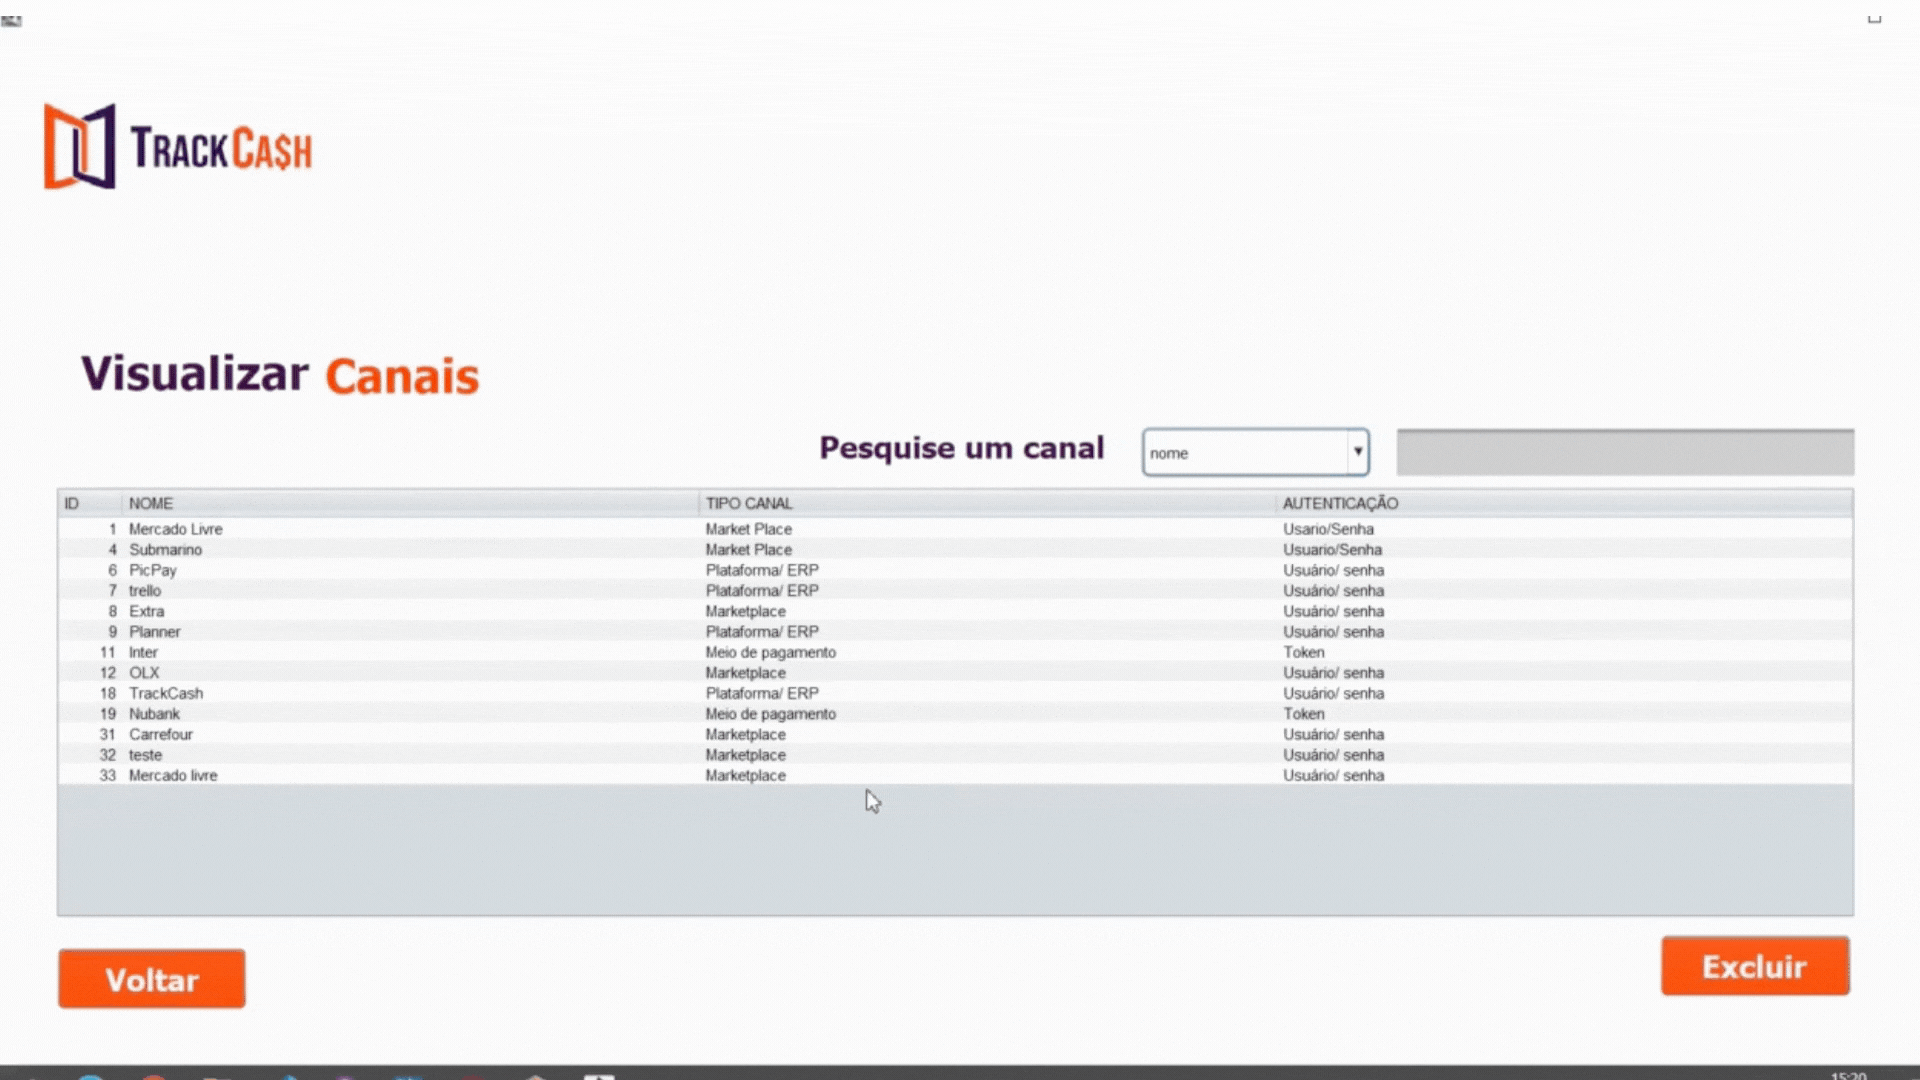 TRACKCA$H
Visualizar Canais
Pesquise um canal nome
ID NOME TIPO CANAL AUTENTICAÇÃO
1 Mercado Livre Market Place Usario/Senha
4 Submarino Market Place Usuario/Senha
6 PicPay Plataforma/ ERP Usuário/ senha
7 trello Plataforma/ ERP Usuário/ senha
8 Extra Marketplace Usuário/ senha
9 Planner Plataforma/ ERP Usuário/ senha
11 Inter Meio de pagamento Token
12 OLX Marketplace Usuário/ senha
18 TrackCash Plataforma/ ERP Usuário/ senha
19 Nubank Meio de pagamento Token
31 Carrefour Marketplace Usuário/ senha
32 teste Marketplace Usuário/ senha
33 Mercado livre Marketplace Usuário/ senha
Voltar Excluir
15:20